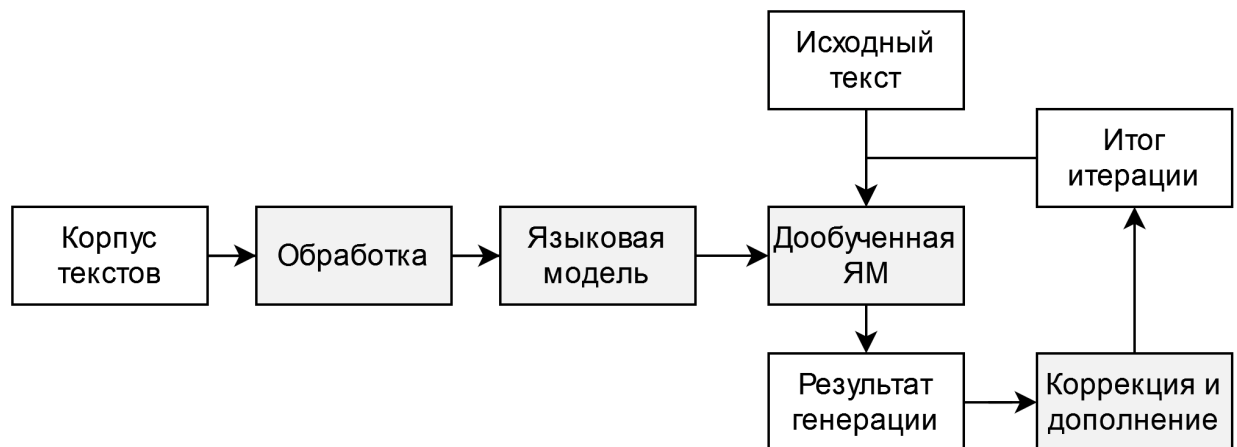 Исходный
текст
Итог
итерации
Корпус
текстов
Обработка
Языковая
модель
Дообученная
ЯМ
Результат
генерации
Коррекция и
дополнение